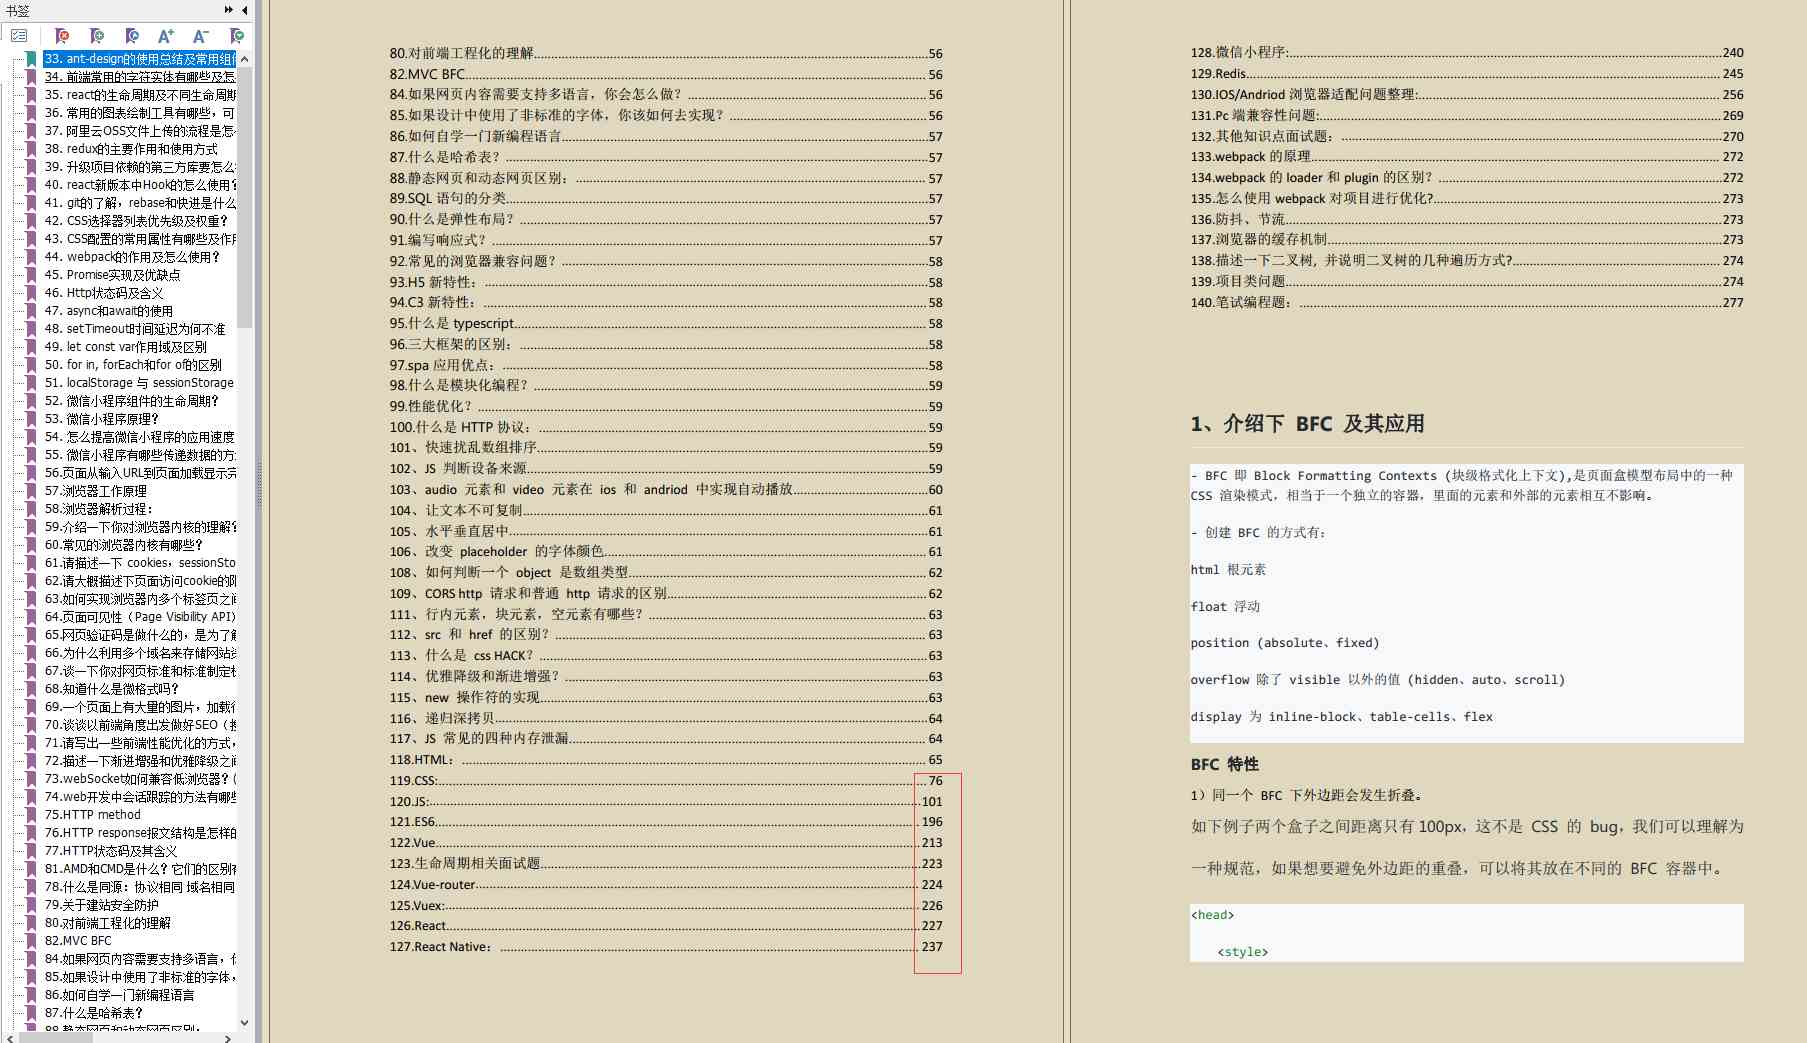 书签
33. ant-design的使用总结及常用组
34. 前端常用的字符实体有哪些及怎
35. react的生命周期及不同生命周期
36. 常用的图表绘制工具有哪些，可
37. 阿里云OSS文件上传的流程是怎
38. redux的主要作用和使用方式
39. 升级项目依赖的第三方库要怎么
40. react新版本中Hook的怎么使用?
41. git的了解，rebase和快进是什么
42. CSS选择器列表优先级及权重?
43. CSS配置的常用属性有哪些及作用
44. webpack的作用及怎么使用?
45. Promise实现及优缺点
46. Http状态码及含义
47. async和await的使用
48. setTimeout时间延迟为何不准
49. let const var作用域及区别
50. for in, forEach和for of的区别
51. localStorage 与 sessionStorage
52. 微信小程序组件的生命周期?
53. 微信小程序原理?
54. 怎么提高微信小程序的应用速度
55. 微信小程序有哪些传递数据的方
56.页面从输入URL到页面加载显示完
57.浏览器工作原理
58.浏览器解析过程:
59.介绍一下你对浏览器内核的理解?
60.常见的浏览器内核有哪些?
61.请描述一下 cookies，sessionSto
62.请大概描述下页面访问cookie的限
63.如何实现浏览器内多个标签页之间
64.页面可见性（Page Visibility API）
65.网页验证码是做什么的，是为了解
66.为什么利用多个域名来存储网站资
67.谈一下你对网页标准和标准制定机
68.知道什么是微格式吗?
69.一个页面上有大量的图片，加载很
70.谈谈以前端角度出发做好SEO（搜
71.请写出一些前端性能优化的方式，
72.描述一下渐进增强和优雅降级之间
73.webSocket如何兼容低浏览器?(
74.web开发中会话跟踪的方法有哪些
75.HTTP method
76.HTTP response报文结构是怎样的
77.HTTP状态码及其含义
81.AMD和CMD是什么？它们的区别有
78.什么是同源：协议相同 域名相同
79.关于建站安全防护
80.对前端工程化的理解
82.MVC BFC
84.如果网页内容需要支持多语言，你
85.如果设计中使用了非标准的字体，
86.如何自学一门新编程语言
87.什么是哈希表?
88.静态网页和动态网页区别:
80.对前端工程化的理解 56
82.MVC BFC 56
84.如果网页内容需要支持多语言，你会怎么做？ 56
85.如果设计中使用了非标准的字体，你该如何去实现？ 56
86.如何自学一门新编程语言 57
87.什么是哈希表？ 57
88.静态网页和动态网页区别： 57
89.SQL 语句的分类 57
90.什么是弹性布局？ 57
91.编写响应式？ 57
92.常见的浏览器兼容问题？ 58
93.H5 新特性： 58
94.C3 新特性： 58
95.什么是 typescript 58
96.三大框架的区别： 58
97.spa 应用优点： 58
98.什么是模块化编程？ 59
99.性能优化？ 59
100.什么是 HTTP 协议： 59
101、快速扰乱数组排序 59
102、JS 判断设备来源 59
103、audio 元素和 video 元素在 ios 和 andriod 中实现自动播放 60
104、让文本不可复制 61
105、水平垂直居中 61
106、改变 placeholder 的字体颜色 61
108、如何判断一个 object 是数组类型 62
109、CORS http 请求和普通 http 请求的区别 62
111、行内元素，块元素，空元素有哪些？ 63
112、src 和 href 的区别？ 63
113、什么是 css HACK？ 63
114、优雅降级和渐进增强？ 63
115、new 操作符的实现 63
116、递归深拷贝 64
117、JS 常见的四种内存泄漏 64
118.HTML： 65
119.CSS: 76
120.JS: 101
121.ES6 196
122.Vue 213
123.生命周期相关面试题 223
124.Vue-router 224
125.Vuex: 226
126.React 227
127.React Native： 237
128.微信小程序: 240
129.Redis 245
130.IOS/Andriod 浏览器适配问题整理: 256
131.Pc 端兼容性问题: 269
132.其他知识点面试题： 270
133.webpack 的原理 272
134.webpack 的 loader 和 plugin 的区别？ 272
135.怎么使用 webpack 对项目进行优化? 273
136.防抖、节流 273
137.浏览器的缓存机制 273
138.描述一下二叉树, 并说明二叉树的几种遍历方式? 274
139.项目类问题 274
140.笔试编程题： 277
1、介绍下 BFC 及其应用
- BFC 即 Block Formatting Contexts (块级格式化上下文),是页面盒模型布局中的一种
CSS 渲染模式，相当于一个独立的容器，里面的元素和外部的元素相互不影响。
- 创建 BFC 的方式有:
html 根元素
float 浮动
position (absolute、fixed)
overflow 除了 visible 以外的值 (hidden、auto、scroll)
display 为 inline-block、table-cells、flex
BFC 特性
1）同一个 BFC 下外边距会发生折叠。
如下例子两个盒子之间距离只有 100px，这不是 CSS 的 bug，我们可以理解为
一种规范，如果想要避免外边距的重叠，可以将其放在不同的 BFC 容器中。
<head>
<style>